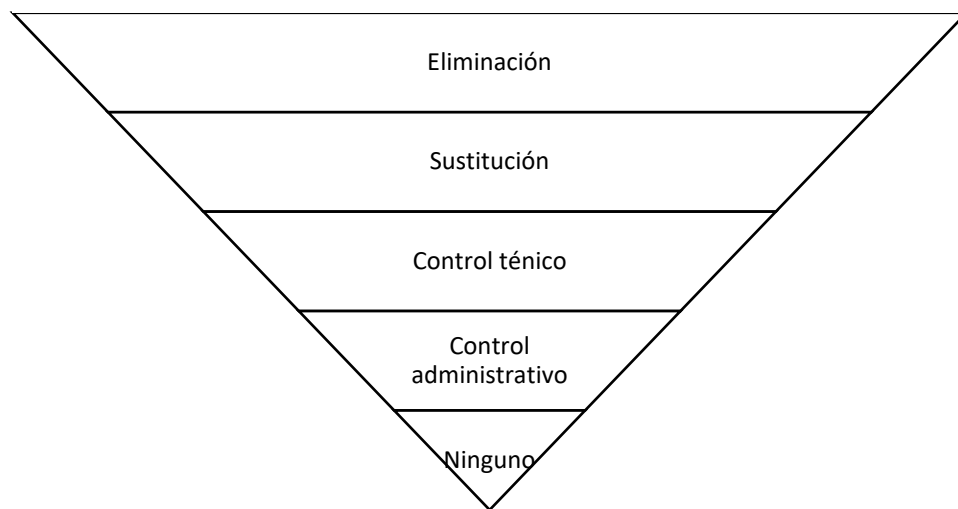 Eliminación
Sustitución
Control ténico
Control
administrativo
Ninguno